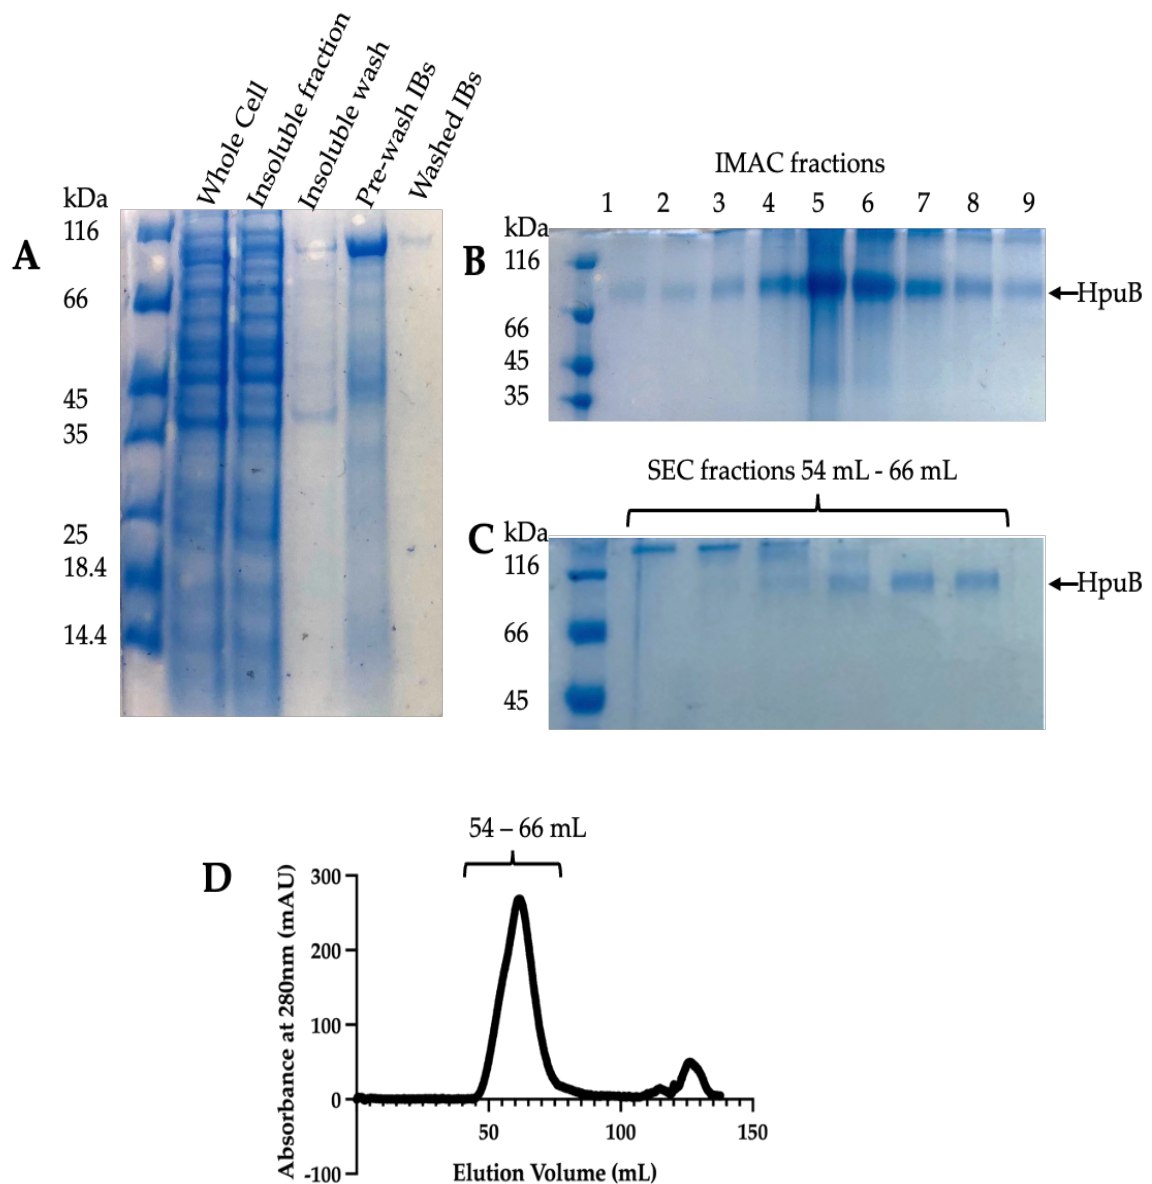 Whole Cell
Insoluble fraction
Insoluble wash
Pre-wash IBs
Washed IBs
kDa
A
116
66
45
35
25
18.4
14.4
IMAC fractions
1 2 3 4 5 6 7 8 9
kDa
B
116
66
45
35
←HpuB
SEC fractions 54 mL - 66 mL
kDa
C
116
66
45
←HpuB
54 – 66 mL
D
Absorbance at 280nm (mAU)
300
200
100
0
-100
50 100 150
Elution Volume (mL)